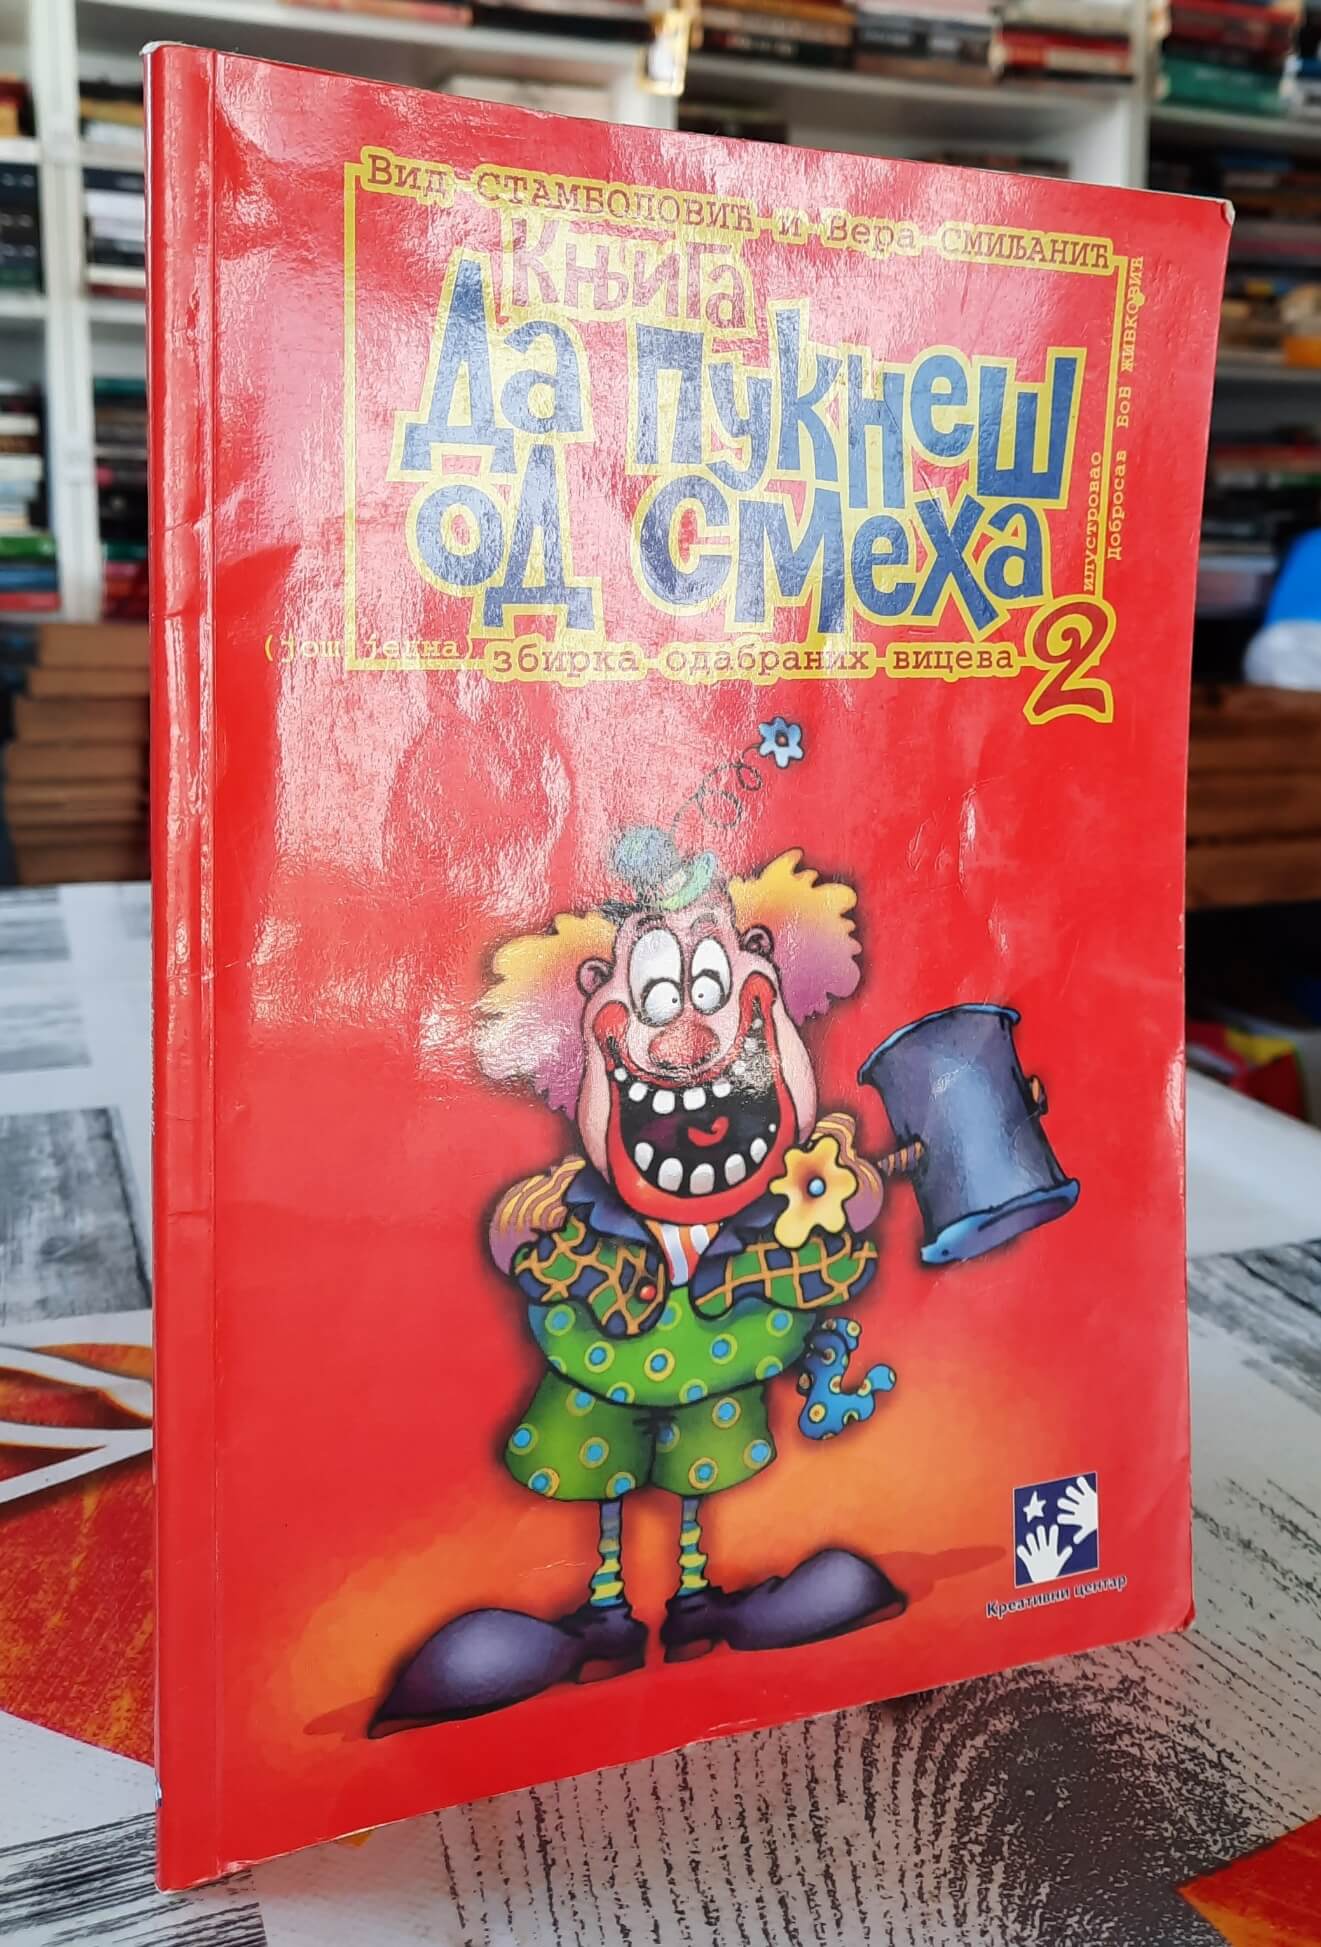 Вид СТАМБОЛОВИЋ и Вера СМИЉАНИЋ
Књига
Да пукнеш
од смеха
2
(још једна) збирка одабраних вицева
илустровао
Добросав Боб ЖИВКОВИЋ
Креативни центар